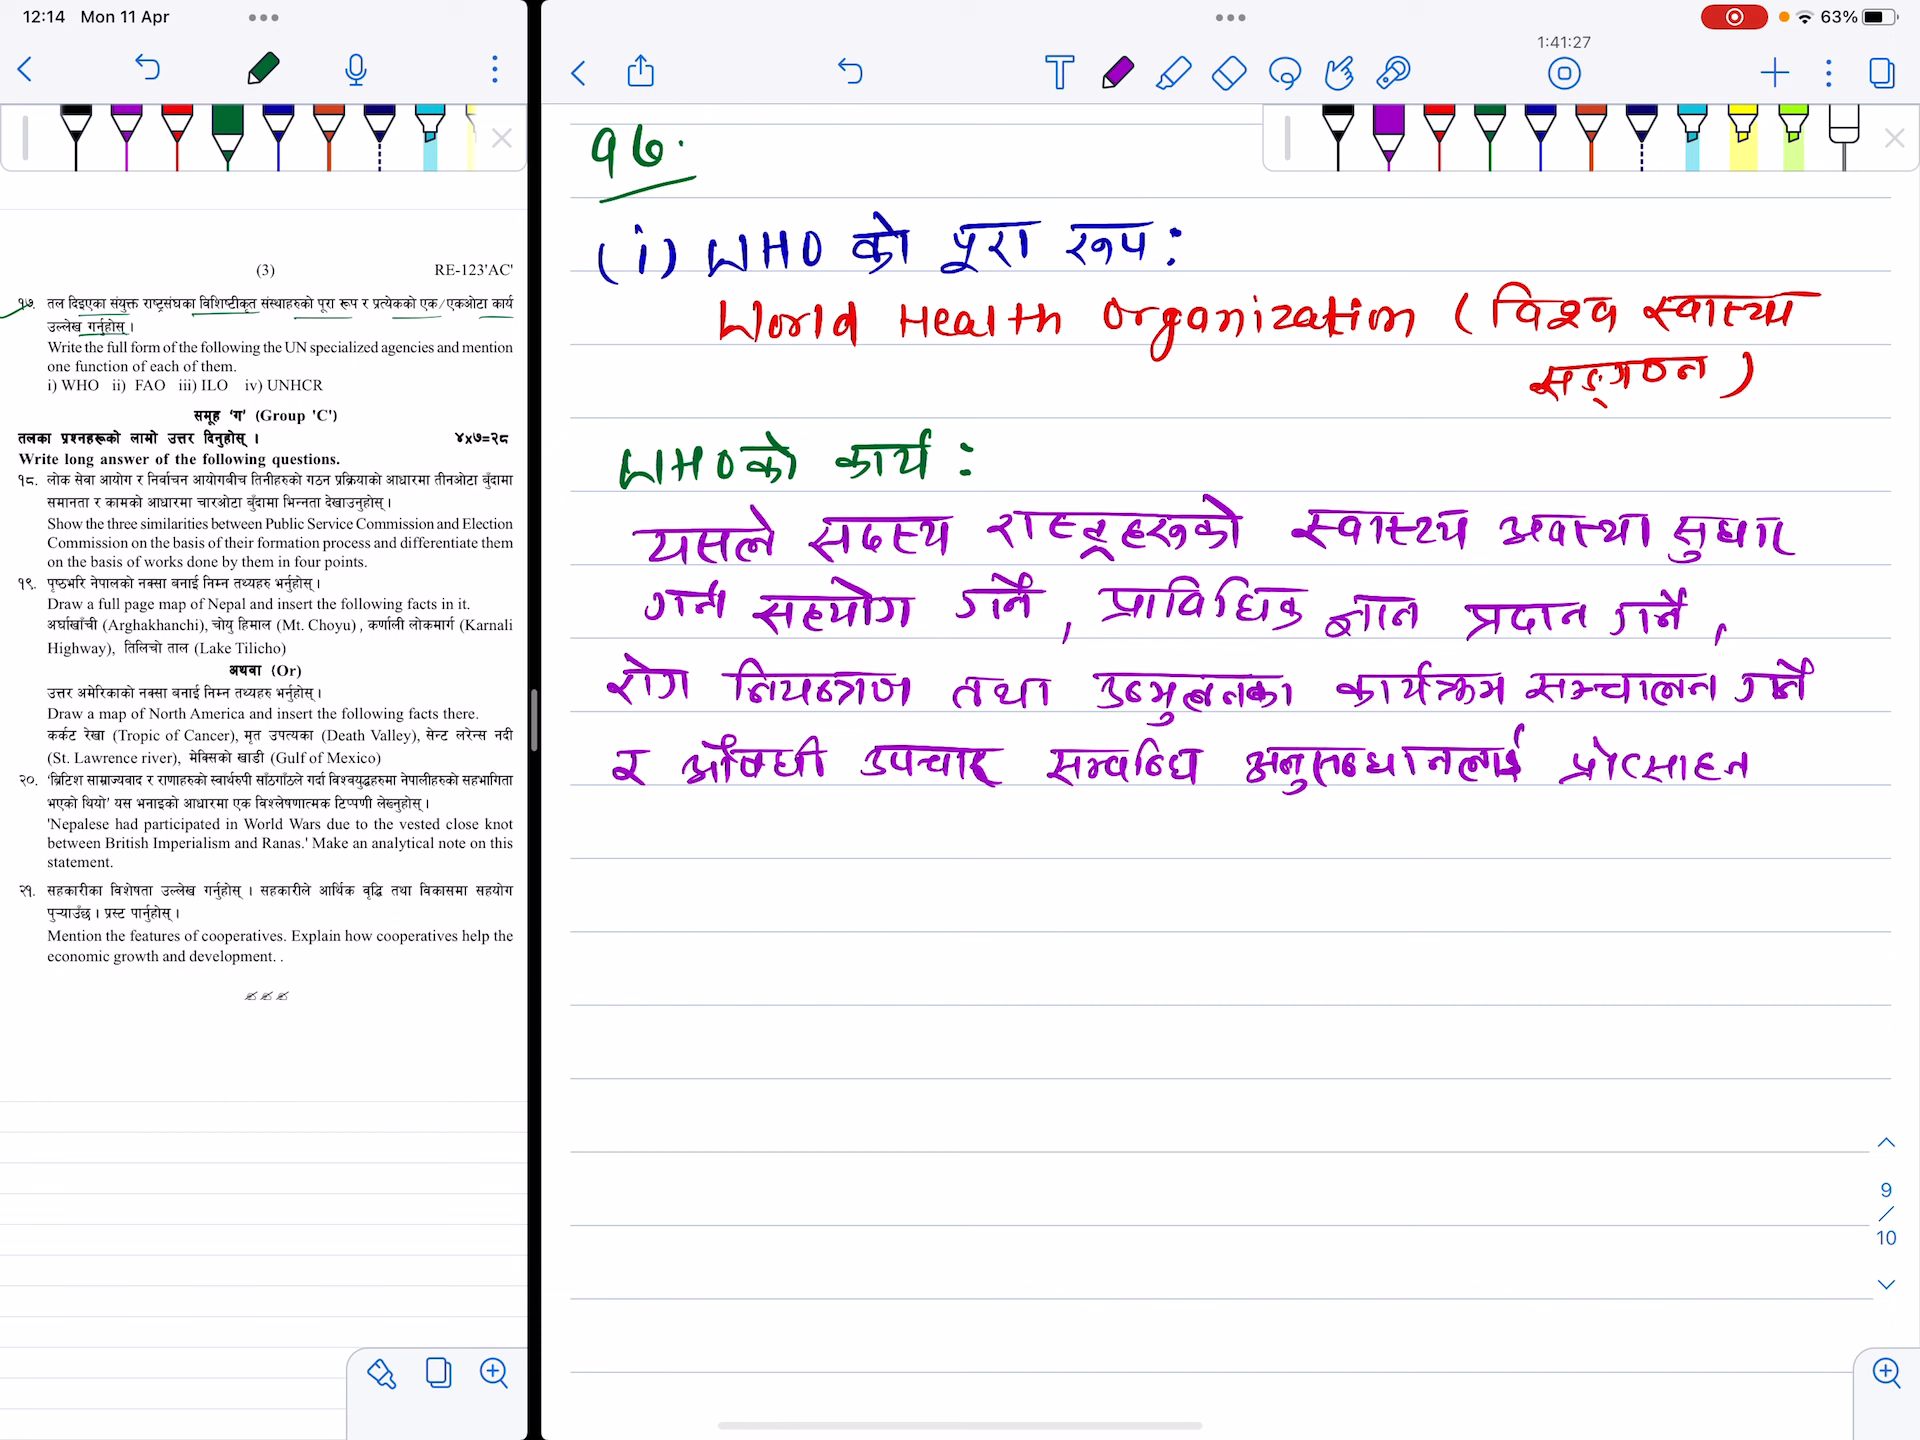 12:14 Mon 11 Apr
63%
1:41:27
(3) RE-123'AC'
१७. तल दिइएका संयुक्त राष्ट्रसंघका विशिष्टीकृत संस्थाहरुको पूरा रूप र प्रत्येकको एक/एकओटा कार्य
उल्लेख गर्नुहोस् ।
Write the full form of the following the UN specialized agencies and mention
one function of each of them.
i) WHO ii) FAO iii) ILO iv) UNHCR
समूह 'ग' (Group 'C')
तलका प्रश्नहरूको लामो उत्तर दिनुहोस् । ४x७=२८
Write long answer of the following questions.
१८. लोक सेवा आयोग र निर्वाचन आयोगबीच तिनीहरुको गठन प्रक्रियाको आधारमा तीनओटा बुँदामा
समानता र कामको आधारमा चारओटा बुँदामा भिन्नता देखाउनुहोस् ।
Show the three similarities between Public Service Commission and Election
Commission on the basis of their formation process and differentiate them
on the basis of works done by them in four points.
१९. पृष्ठभरि नेपालको नक्सा बनाई निम्न तथ्यहरु भर्नुहोस् ।
Draw a full page map of Nepal and insert the following facts in it.
अर्घाखाँची (Arghakhanchi), चोयु हिमाल (Mt. Choyu) , कर्णाली लोकमार्ग (Karnali
Highway), तिलिचो ताल (Lake Tilicho)
अथवा (Or)
उत्तर अमेरिकाको नक्सा बनाई निम्न तथ्यहरु भर्नुहोस् ।
Draw a map of North America and insert the following facts there.
कर्कट रेखा (Tropic of Cancer), मृत उपत्यका (Death Valley), सेन्ट लरेन्स नदी
(St. Lawrence river), मेक्सिको खाडी (Gulf of Mexico)
२०. 'ब्रिटिश साम्राज्यवाद र राणाहरुको स्वार्थरुपी साँठगाँठले गर्दा विश्वयुद्धहरुमा नेपालीहरुको सहभागिता
भएको थियो' यस भनाइको आधारमा एक विश्लेषणात्मक टिप्पणी लेख्नुहोस् ।
'Nepalese had participated in World Wars due to the vested close knot
between British Imperialism and Ranas.' Make an analytical note on this
statement.
२१. सहकारीका विशेषता उल्लेख गर्नुहोस् । सहकारीले आर्थिक वृद्धि तथा विकासमा सहयोग
पुऱ्याउँछ । प्रस्ट पार्नुहोस् ।
Mention the features of cooperatives. Explain how cooperatives help the
economic growth and development. .
१७.
(i) WHO को पूरा रूप :
World Health Organization (विश्व स्वास्थ्य
सङ्गठन)
WHO को कार्य :
यसले सदस्य राष्ट्रहरूको स्वास्थ्य अवस्था सुधार
गर्न सहयोग गर्ने, प्राविधिक ज्ञान प्रदान गर्ने,
रोग नियन्त्रण तथा उन्मुलनका कार्यक्रम सञ्चालन गर्ने
र औषधी उपचार सम्बन्धि अनुसन्धानलाई प्रोत्साहन
9
/
10